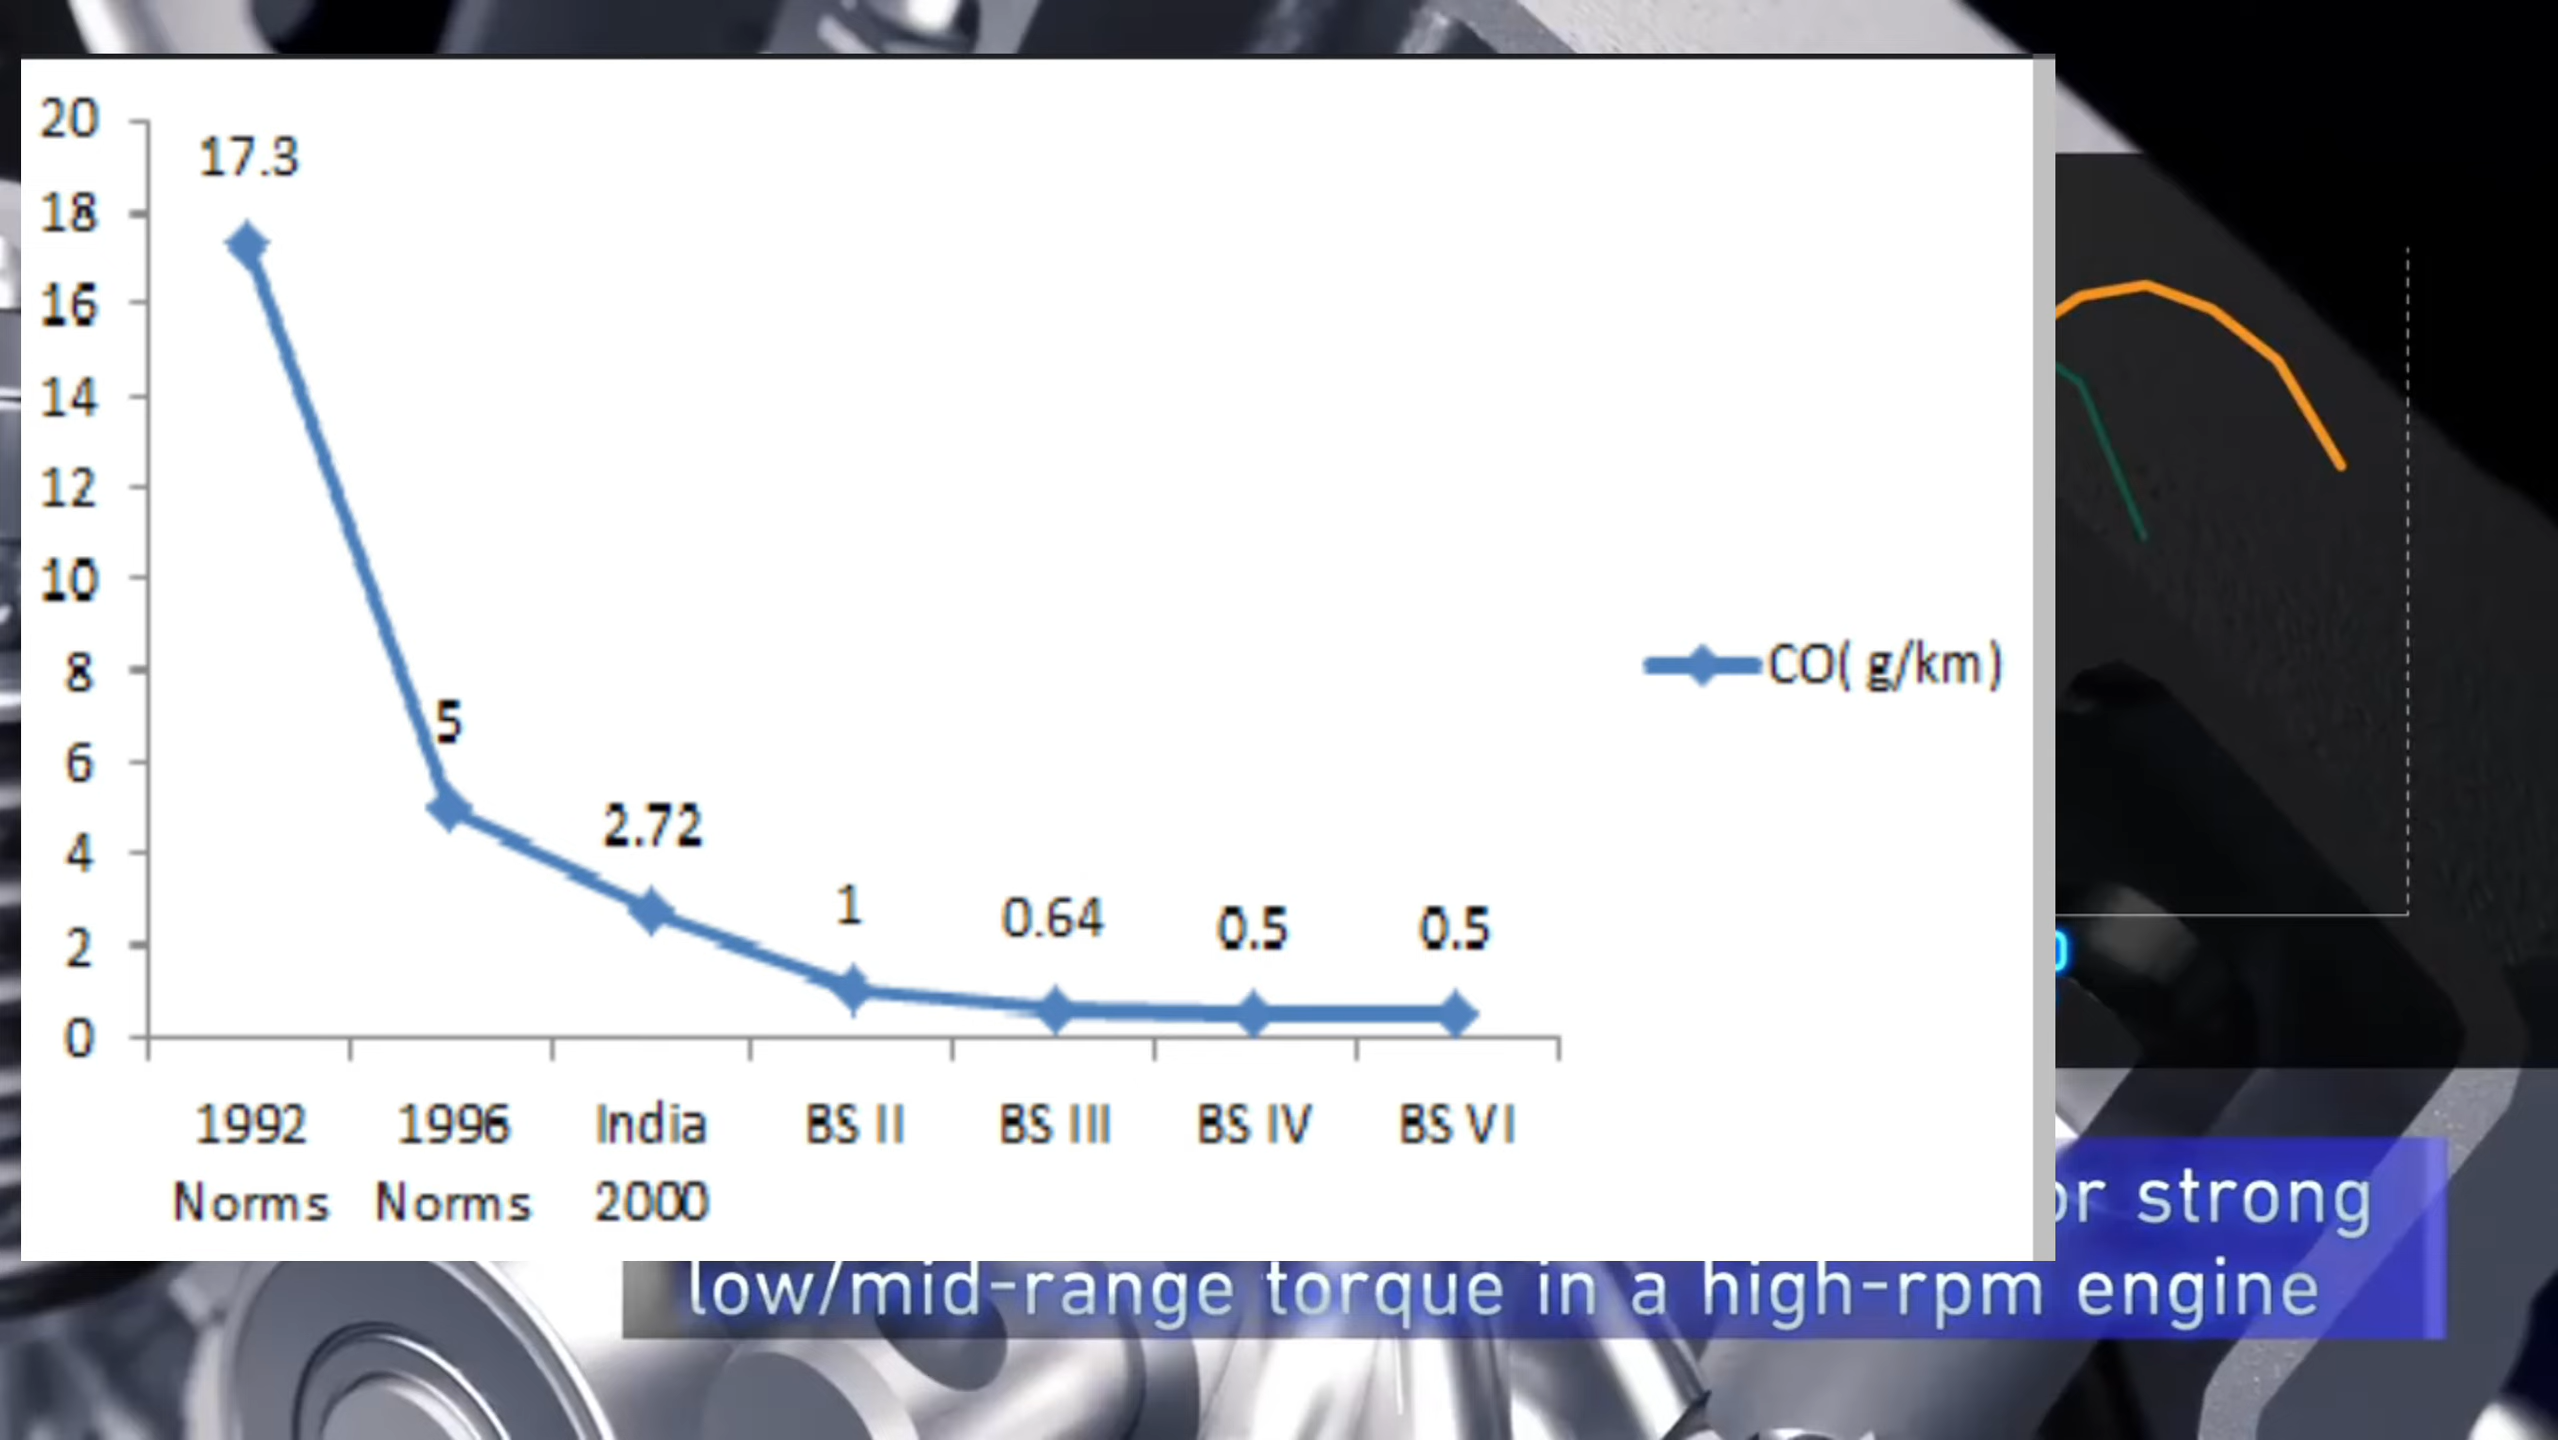 20
18
16
14
12
10
8
6
4
2
0
17.3
5
2.72
1
0.64
0.5
0.5
CO( g/km)
1992 Norms
1996 Norms
India 2000
BS II
BS III
BS IV
BS VI
strong
low/mid-range torque in a high-rpm engine